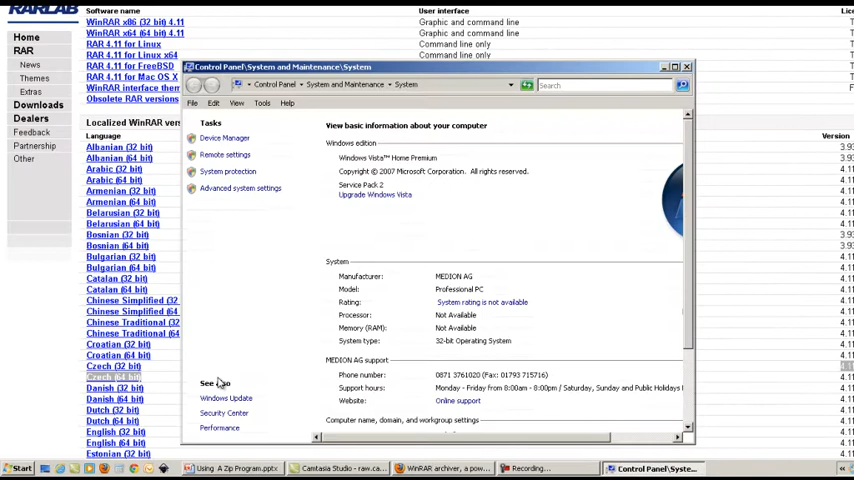 RARLAB
Home
RAR
News
Themes
Extras
Downloads
Dealers
Feedback
Partnership
Other
Software name
User interface
Lice
WinRAR x86 (32 bit) 4.11
Graphic and command line
WinRAR x64 (64 bit) 4.11
Graphic and command line
RAR 4.11 for Linux
Command line only
RAR 4.11 for Linux x64
RAR 4.11 for FreeBSD
RAR 4.11 for Mac OS X
WinRAR interface them
Obsolete RAR versions
Localized WinRAR vers
Language
Version
Albanian (32 bit)
3.93
Albanian (64 bit)
Arabic (32 bit)
Arabic (64 bit)
Armenian (32 bit)
Armenian (64 bit)
Belarusian (32 bit)
Belarusian (64 bit)
Bosnian (32 bit)
3.93
Bosnian (64 bit)
3.93
Bulgarian (32 bit)
Bulgarian (64 bit)
Catalan (32 bit)
Catalan (64 bit)
Chinese Simplified (32
Chinese Simplified (64
Chinese Traditional (32
Chinese Traditional (64
Croatian (32 bit)
Croatian (64 bit)
Czech (32 bit)
Czech (64 bit)
Danish (32 bit)
Danish (64 bit)
Dutch (32 bit)
Dutch (64 bit)
English (32 bit)
English (64 bit)
Estonian (32 bit)
Control Panel\System and Maintenance\System
Control Panel
System and Maintenance
System
Search
File Edit View Tools Help
Tasks
Device Manager
Remote settings
System protection
Advanced system settings
See also
Windows Update
Security Center
Performance
View basic information about your computer
Windows edition
Windows Vista™ Home Premium
Copyright © 2007 Microsoft Corporation. All rights reserved.
Service Pack 2
Upgrade Windows Vista
System
Manufacturer: MEDION AG
Model: Professional PC
Rating: System rating is not available
Processor: Not Available
Memory (RAM): Not Available
System type: 32-bit Operating System
MEDION AG support
Phone number: 0871 3761020 (Fax: 01793 715716)
Support hours: Monday - Friday from 8:00am - 8:00pm / Saturday, Sunday and Public Holidays f
Website: Online support
Computer name, domain, and workgroup settings
Start
Using A Zip Program.pptx
Camtasia Studio - raw.ca...
WinRAR archiver, a pow...
Recording...
Control Panel\Syste...